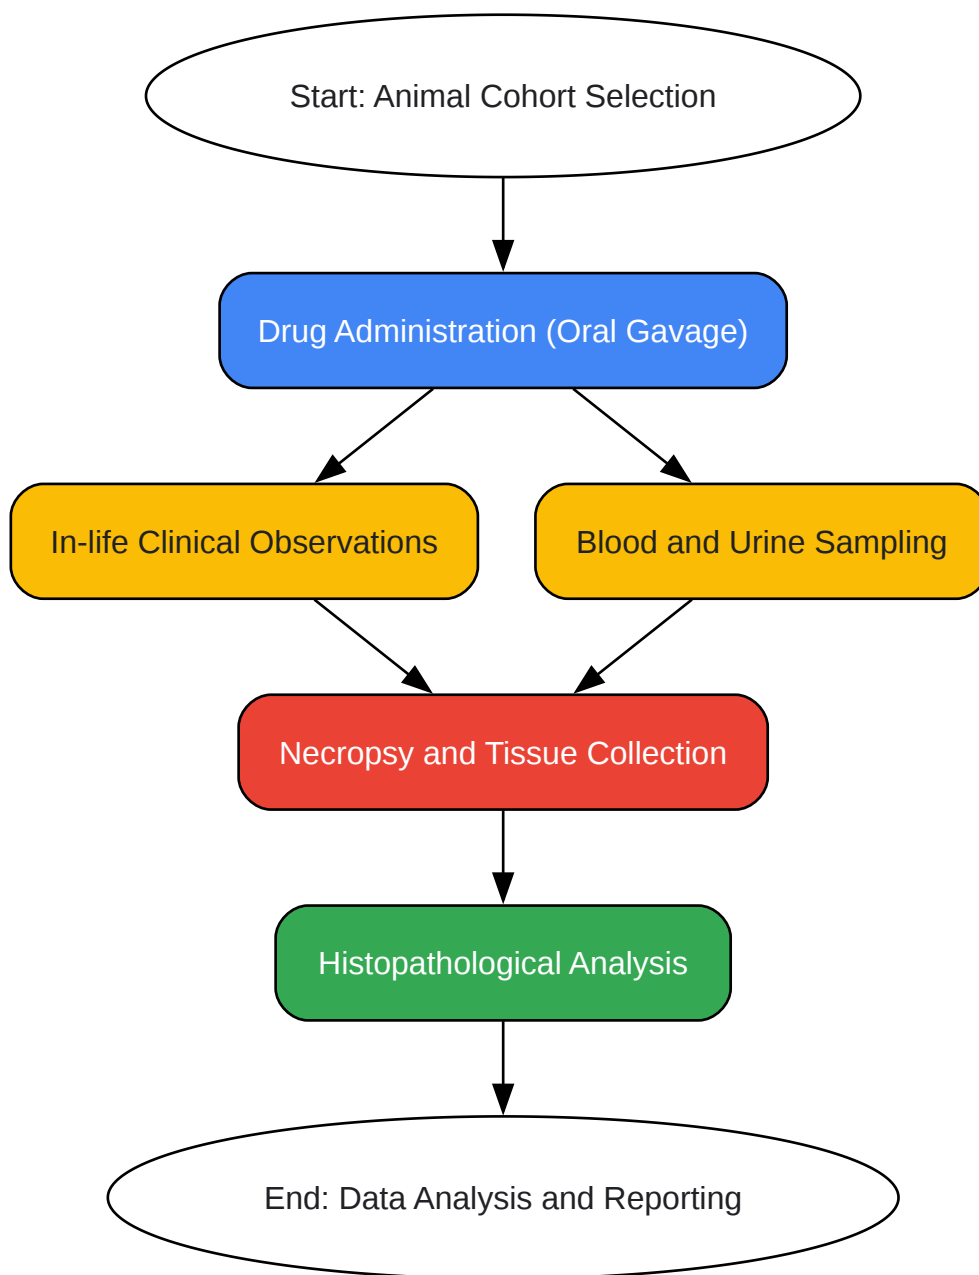 Start: Animal Cohort Selection
Drug Administration (Oral Gavage)
In-life Clinical Observations
Blood and Urine Sampling
Necropsy and Tissue Collection
Histopathological Analysis
End: Data Analysis and Reporting